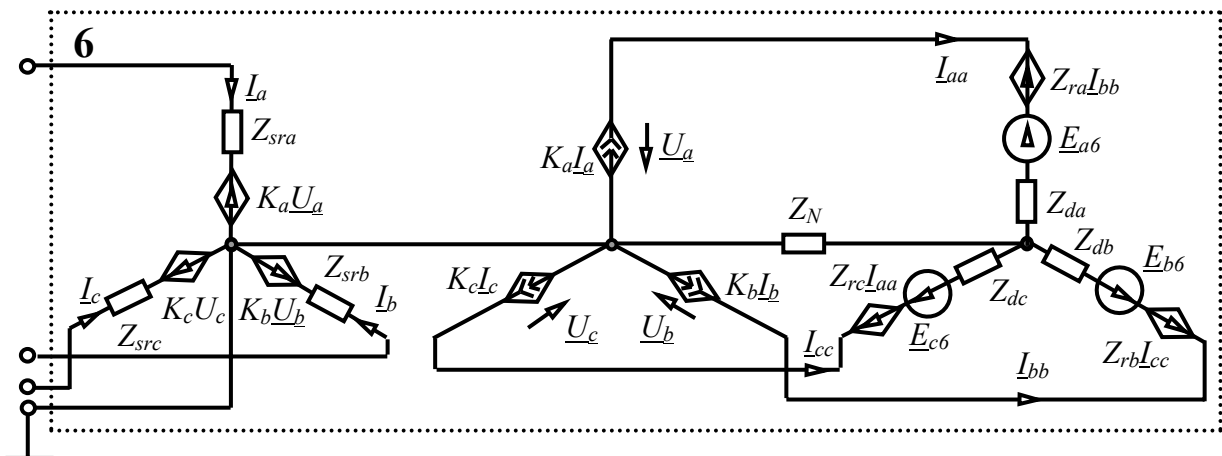 6
I_a
Z_sra
K_aU_a
I_c
Z_src
K_cU_c
K_bU_b
Z_srb
I_b
K_aI_a
U_a
K_cI_c
U_c
U_b
K_bI_b
Z_N
I_aa
Z_raI_bb
E_a6
Z_da
Z_rcI_aa
E_c6
Z_dc
Z_db
E_b6
Z_rbI_cc
I_cc
I_bb